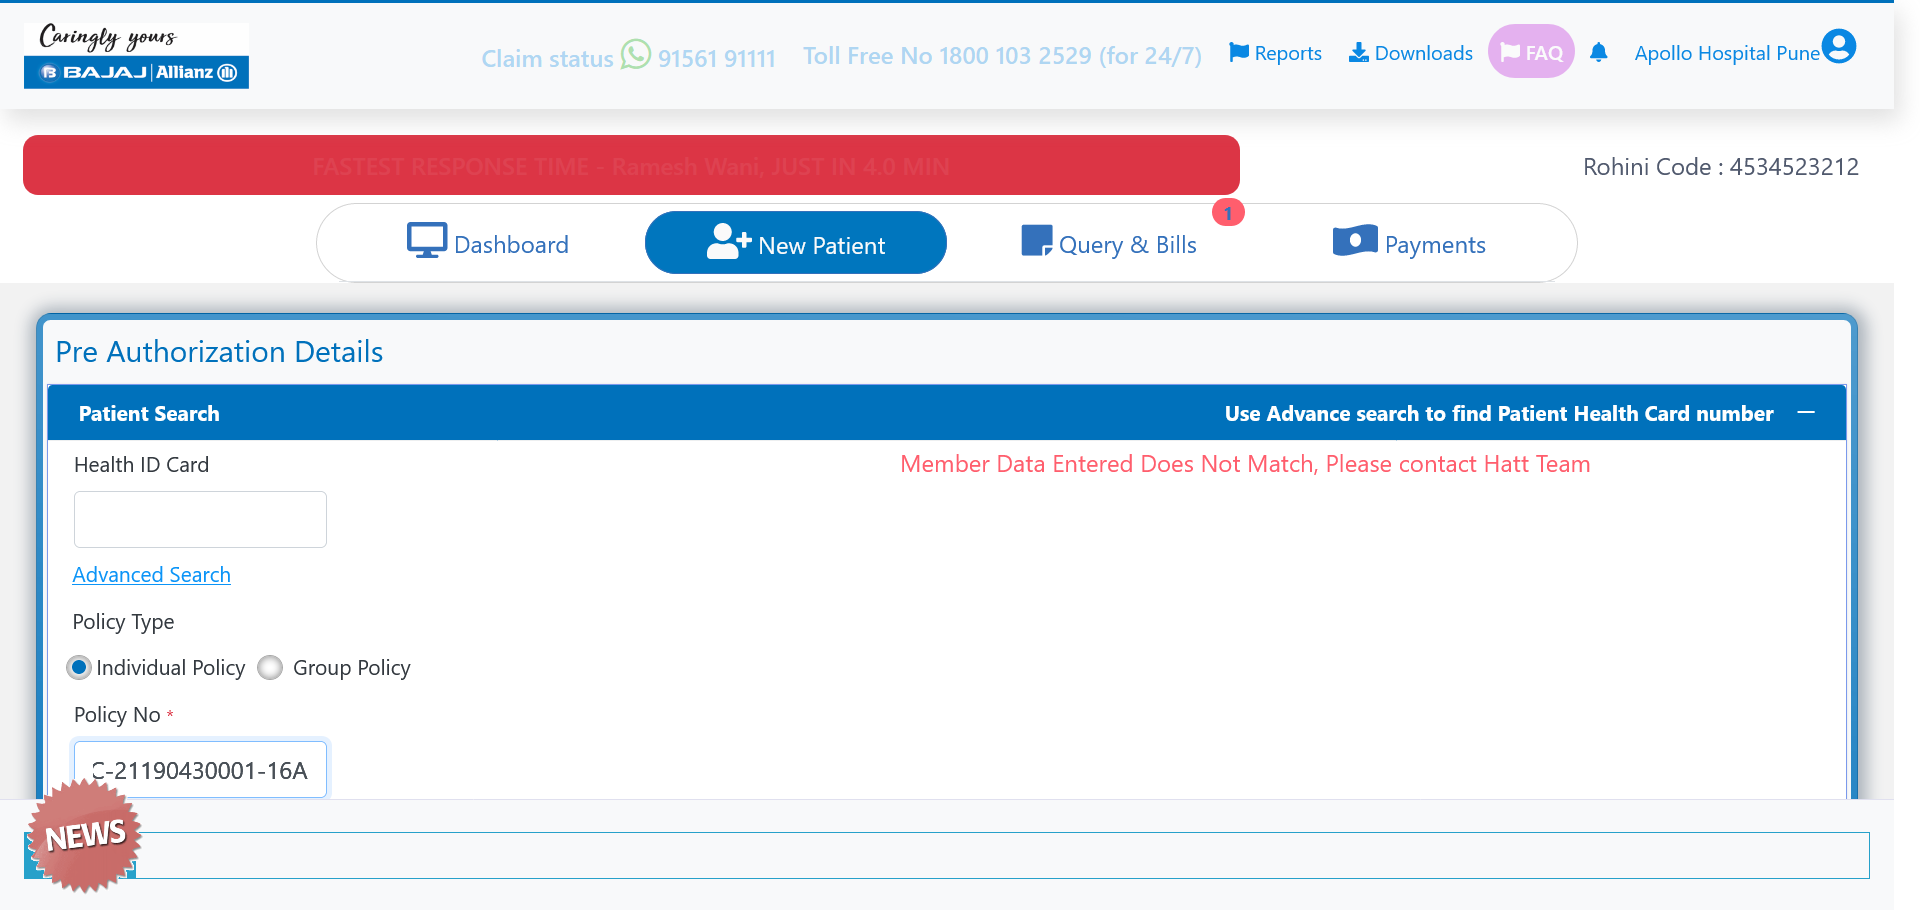 Caringly yours
BAJAJ | Allianz
Claim status 91561 91111
Toll Free No 1800 103 2529 (for 24/7)
Reports
Downloads
FAQ
Apollo Hospital Pune
FASTEST RESPONSE TIME - Ramesh Wani, JUST IN 4.0 MIN
Rohini Code : 4534523212
Dashboard
New Patient
Query & Bills
1
Payments
Pre Authorization Details
Patient Search
Use Advance search to find Patient Health Card number
Health ID Card
Member Data Entered Does Not Match, Please contact Hatt Team
Advanced Search
Policy Type
Individual Policy
Group Policy
Policy No *
C-21190430001-16A
NEWS